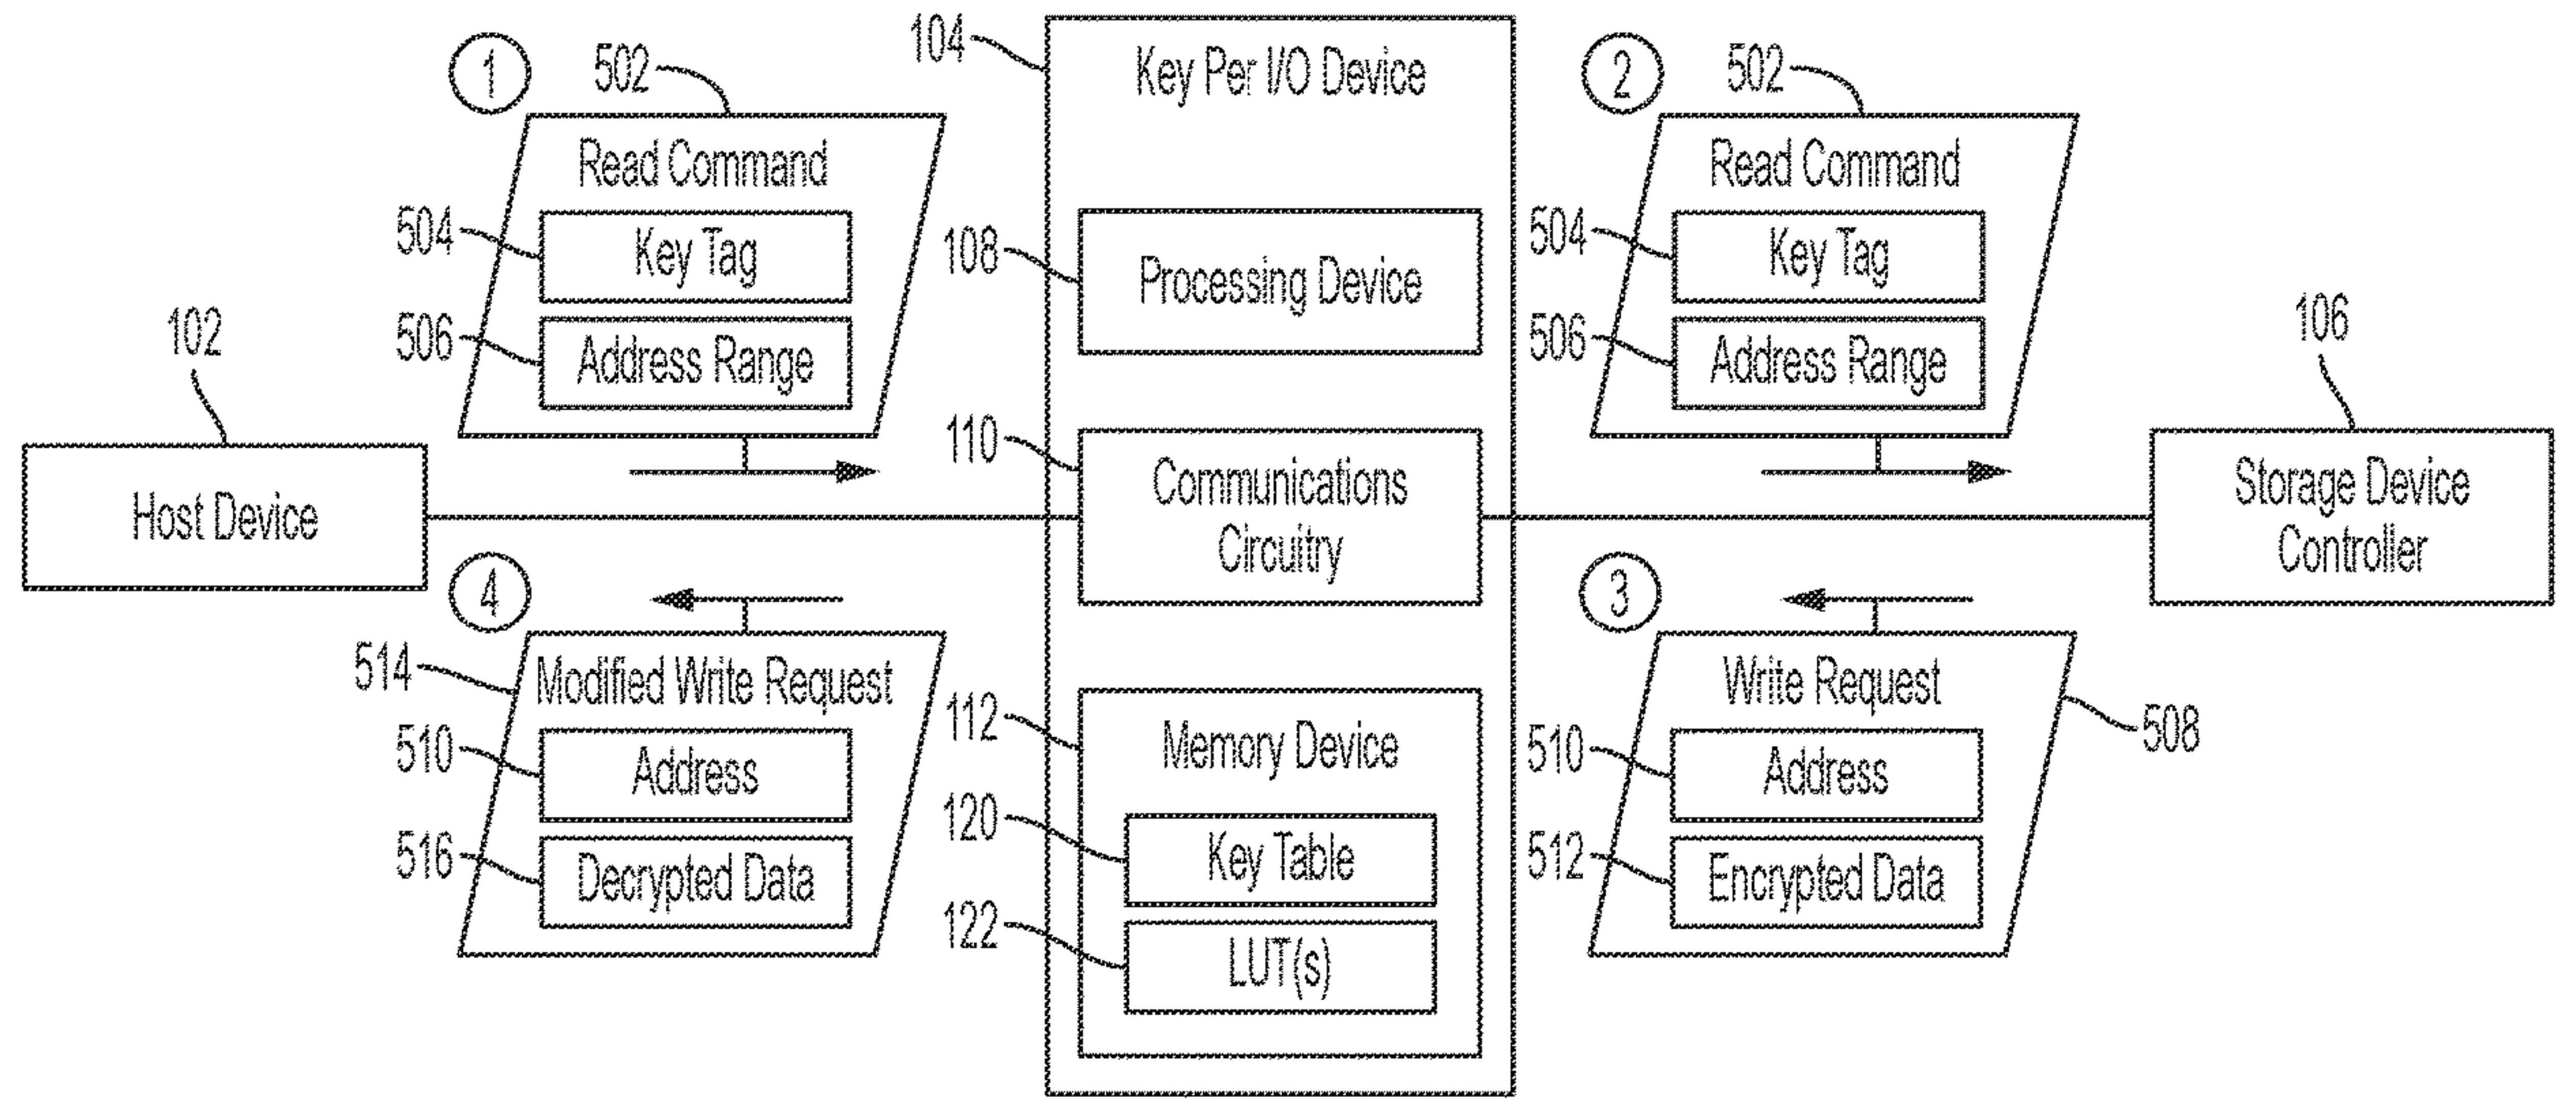 1
502
Read Command
504
Key Tag
506
Address Range
102
Host Device
4
514
Modified Write Request
510
Address
516
Decrypted Data
104
Key Per I/O Device
108
Processing Device
110
Communications
Circuitry
112
Memory Device
120
Key Table
122
LUT(s)
2
502
Read Command
504
Key Tag
506
Address Range
106
Storage Device
Controller
3
Write Request
508
510
Address
512
Encrypted Data